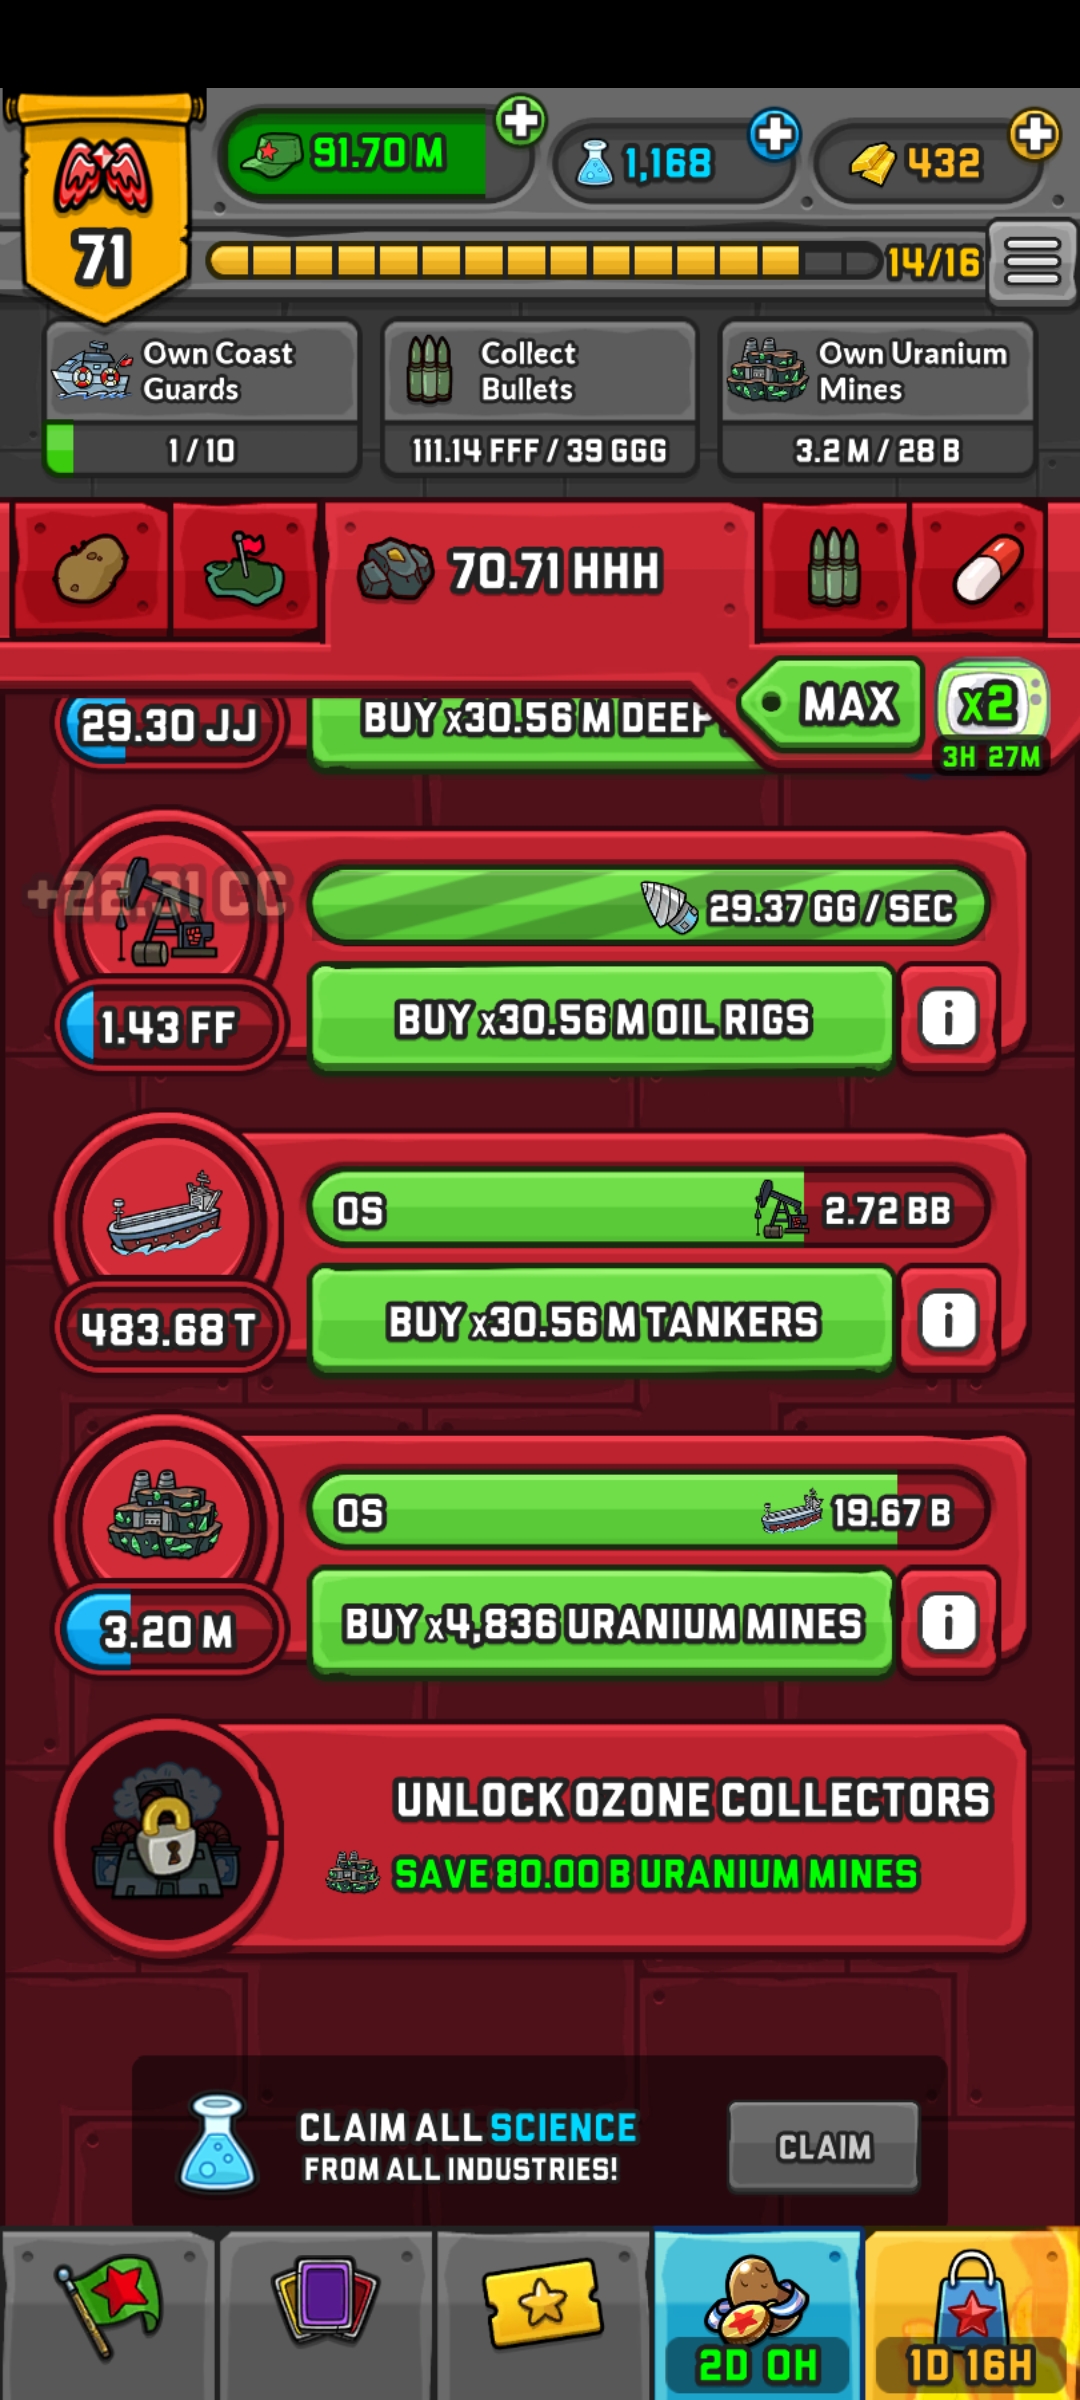 91.70 M
1,168
432
71
14/16
Own Coast
Guards
1 / 10
Collect
Bullets
111.14 FFF / 39 GGG
Own Uranium
Mines
3.2 M / 28 B
70.71 HHH
MAX
x2
3H 27M
29.30 JJ
BUY x30.56 M DEEP
29.37 GG / SEC
1.43 FF
BUY x30.56 M OIL RIGS
i
0S
2.72 BB
483.68 T
BUY x30.56 M TANKERS
i
0S
19.67 B
3.20 M
BUY x4,836 URANIUM MINES
i
UNLOCK OZONE COLLECTORS
SAVE 80.00 B URANIUM MINES
CLAIM ALL SCIENCE
FROM ALL INDUSTRIES!
CLAIM
2D 0H
1D 16H